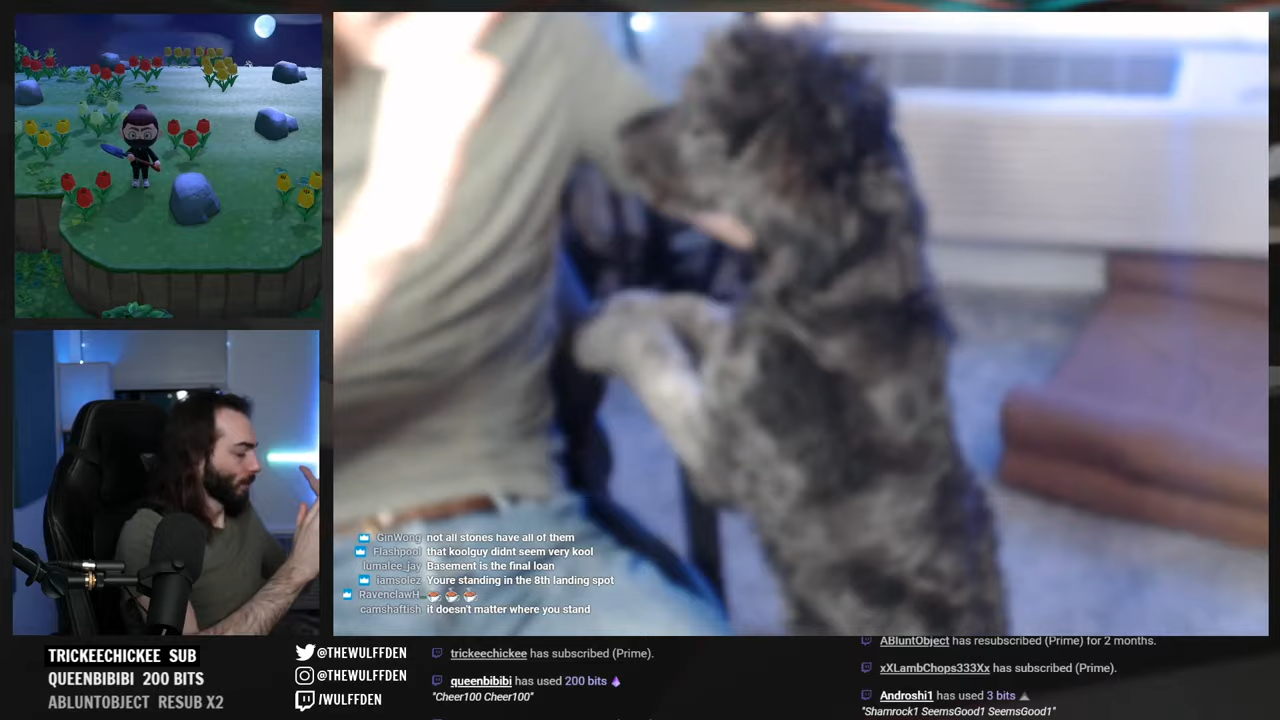 GinWong not all stones have all of them
Flashpool that koolguy didnt seem very kool
lumalee_jay Basement is the final loan
iamsolez Youre standing in the 8th landing spot
RavenclawH_
camshaftish it doesn't matter where you stand
TRICKEECHICKEE SUB
QUEENBIBIBI 200 BITS
ABLUNTOBJECT RESUB X2
@THEWULFFDEN
@THEWULFFDEN
/WULFFDEN
trickeechickee has subscribed (Prime).
queenbibibi has used 200 bits
"Cheer100 Cheer100"
ABluntObject has resubscribed (Prime) for 2 months.
xXLambChops333Xx has subscribed (Prime).
Androshi1 has used 3 bits
"Shamrock1 SeemsGood1 SeemsGood1"